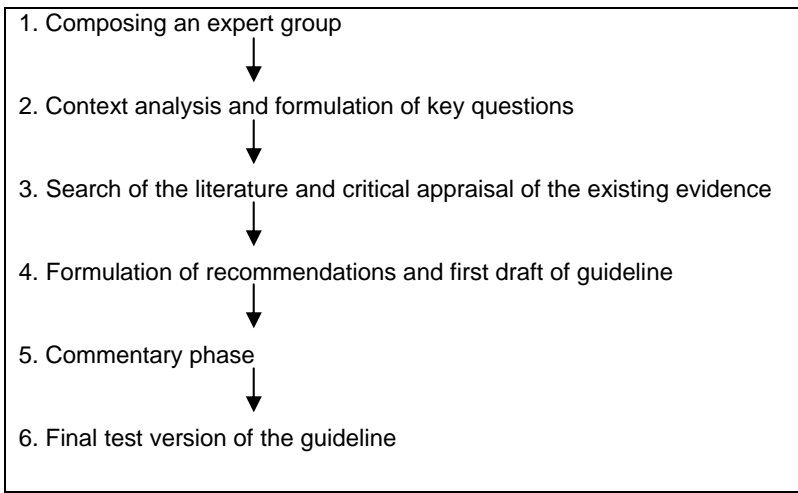 1. Composing an expert group
2. Context analysis and formulation of key questions
3. Search of the literature and critical appraisal of the existing evidence
4. Formulation of recommendations and first draft of guideline
5. Commentary phase
6. Final test version of the guideline